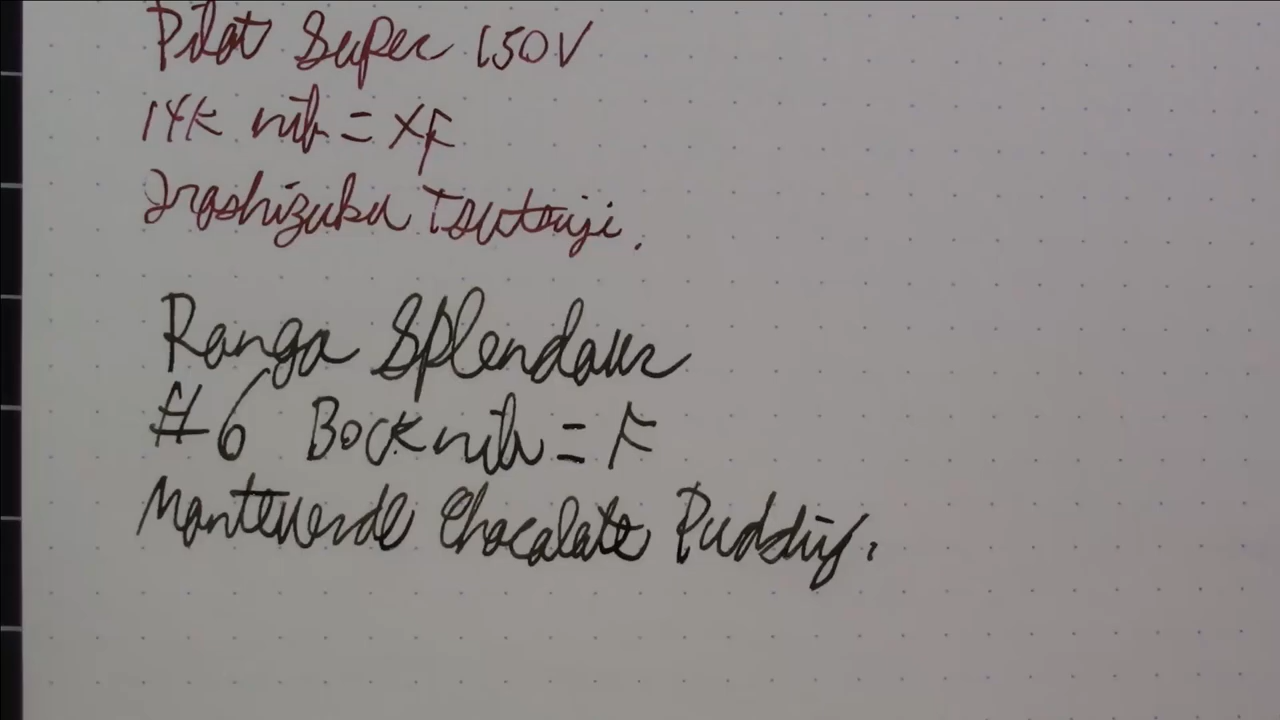 Pilot Super 150V
14K nib = XF
Iroshizuku Tsutsuji.
Ranga Splendour
#6 Bock nib = F
Monteverde Chocolate Pudding.